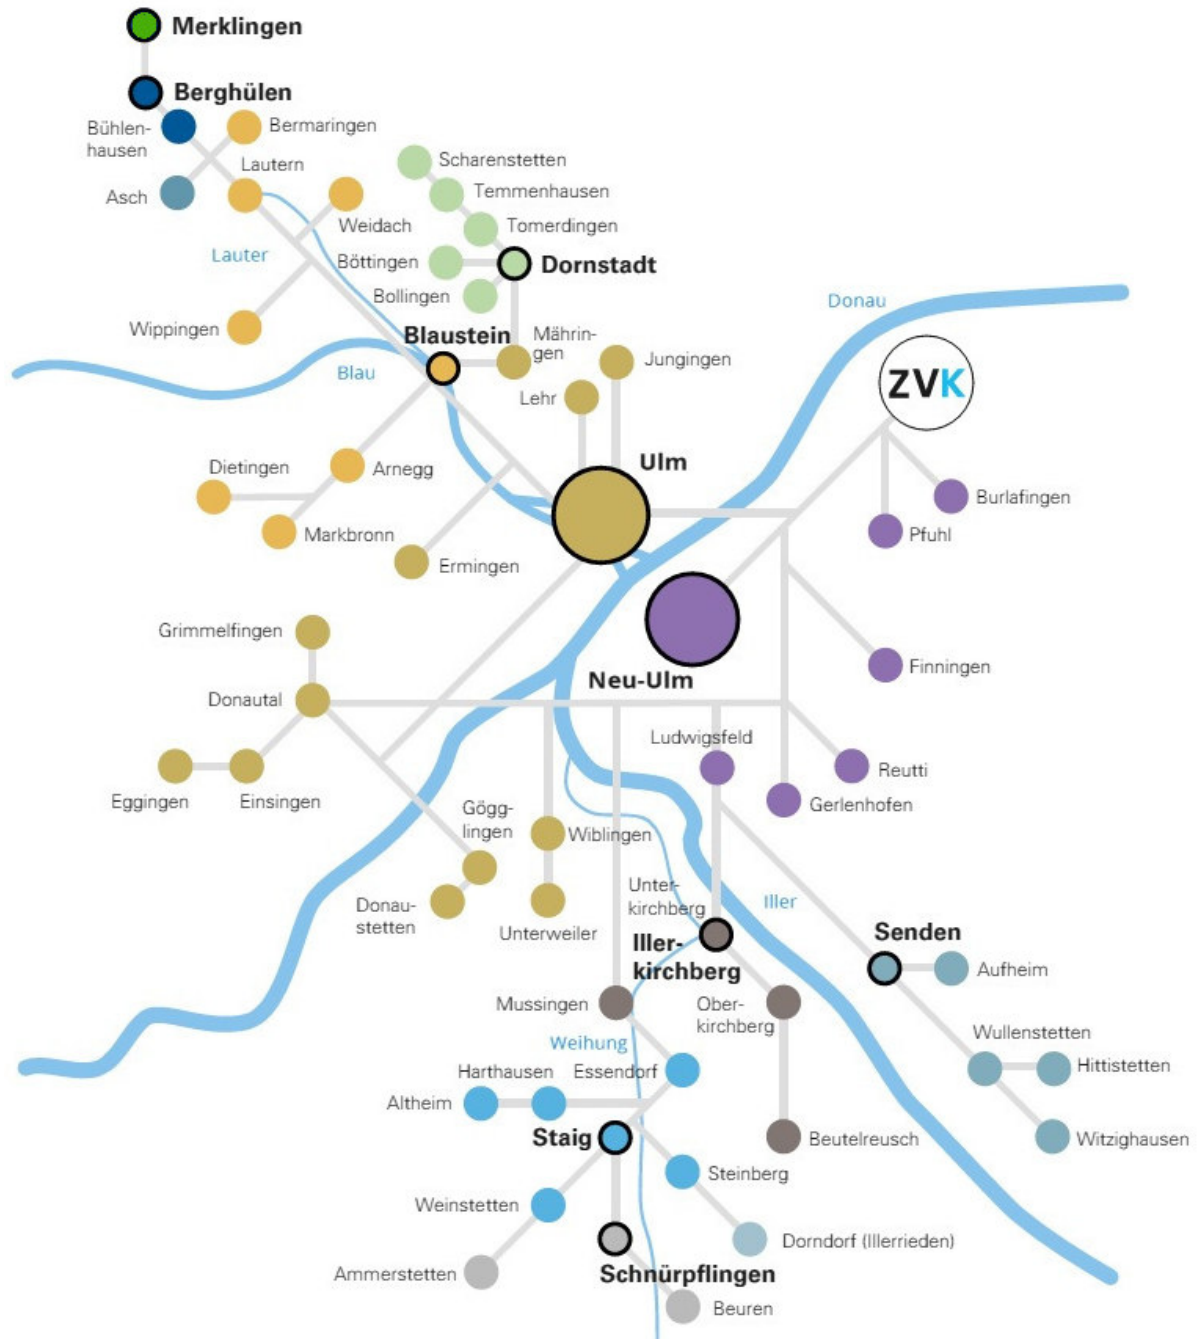 Merklingen
Berghülen
Bühlen-
hausen
Bermaringen
Lautern
Asch
Scharenstetten
Temmenhausen
Weidach
Tomerdingen
Lauter
Böttingen
Dornstadt
Bollingen
Donau
Wippingen
Blaustein
Mährin-
gen
Jungingen
Blau
Lehr
ZVK
Ulm
Dietingen
Arnegg
Burlafingen
Markbronn
Pfuhl
Ermingen
Grimmelfingen
Finningen
Neu-Ulm
Donautal
Ludwigsfeld
Reutti
Eggingen
Einsingen
Gerlenhofen
Gögg-
lingen
Wiblingen
Donau-
stetten
Unter-
kirchberg
Iller
Unterweiler
Senden
Iller-
kirchberg
Aufheim
Mussingen
Ober-
kirchberg
Wullenstetten
Weihung
Hittistetten
Harthausen
Essendorf
Altheim
Staig
Beutelreusch
Witzighausen
Steinberg
Weinstetten
Dorndorf (Illerrieden)
Ammerstetten
Schnürpflingen
Beuren